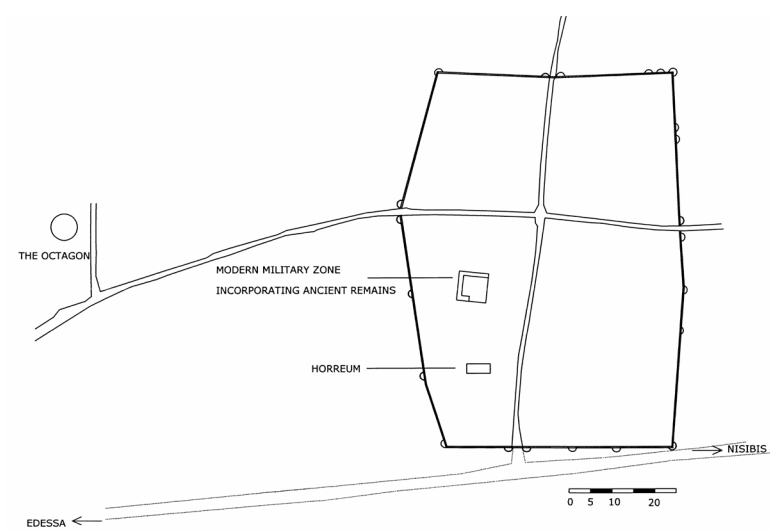 THE OCTAGON
MODERN MILITARY ZONE
INCORPORATING ANCIENT REMAINS
HORREUM
NISIBIS
0 5 10 20
EDESSA